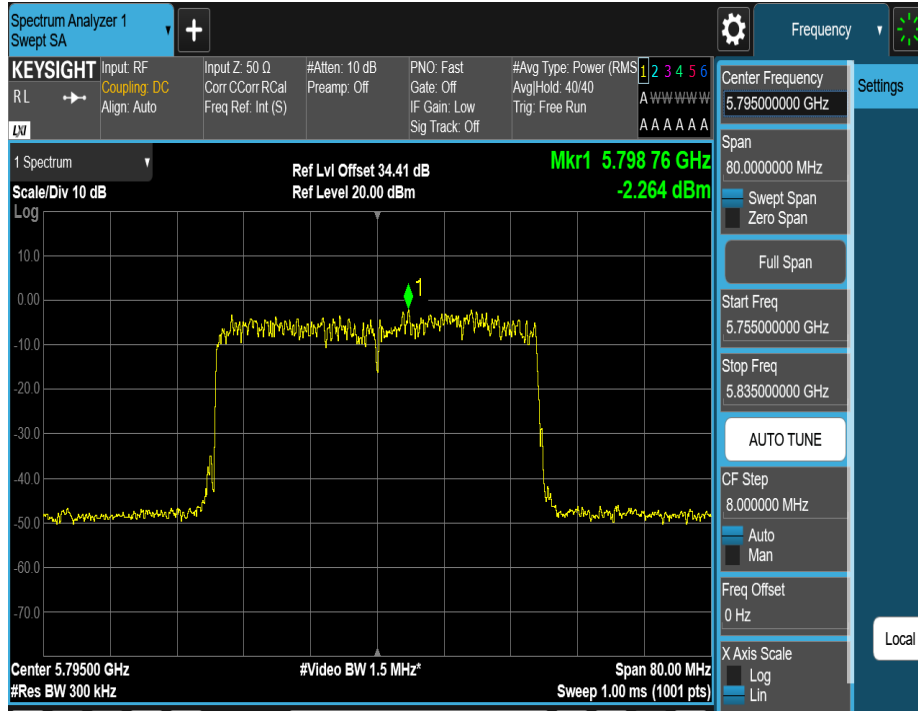 Spectrum Analyzer 1
Swept SA
+
Frequency
KEYSIGHT
R L
LXI
Input: RF
Coupling: DC
Align: Auto
Input Z: 50 Ω
Corr CCorr RCal
Freq Ref: Int (S)
#Atten: 10 dB
Preamp: Off
PNO: Fast
Gate: Off
IF Gain: Low
Sig Track: Off
#Avg Type: Power (RMS
Avg|Hold: 40/40
Trig: Free Run
1 2 3 4 5 6
A W W W W W
A A A A A A
1 Spectrum
Scale/Div 10 dB
Log
Ref Lvl Offset 34.41 dB
Ref Level 20.00 dBm
Mkr1 5.798 76 GHz
-2.264 dBm
1
10.0
0.00
-10.0
-20.0
-30.0
-40.0
-50.0
-60.0
-70.0
Center 5.79500 GHz
#Res BW 300 kHz
#Video BW 1.5 MHz*
Span 80.00 MHz
Sweep 1.00 ms (1001 pts)
Center Frequency
5.795000000 GHz
Settings
Span
80.0000000 MHz
Swept Span
Zero Span
Full Span
Start Freq
5.755000000 GHz
Stop Freq
5.835000000 GHz
AUTO TUNE
CF Step
8.000000 MHz
Auto
Man
Freq Offset
0 Hz
X Axis Scale
Log
Lin
Local